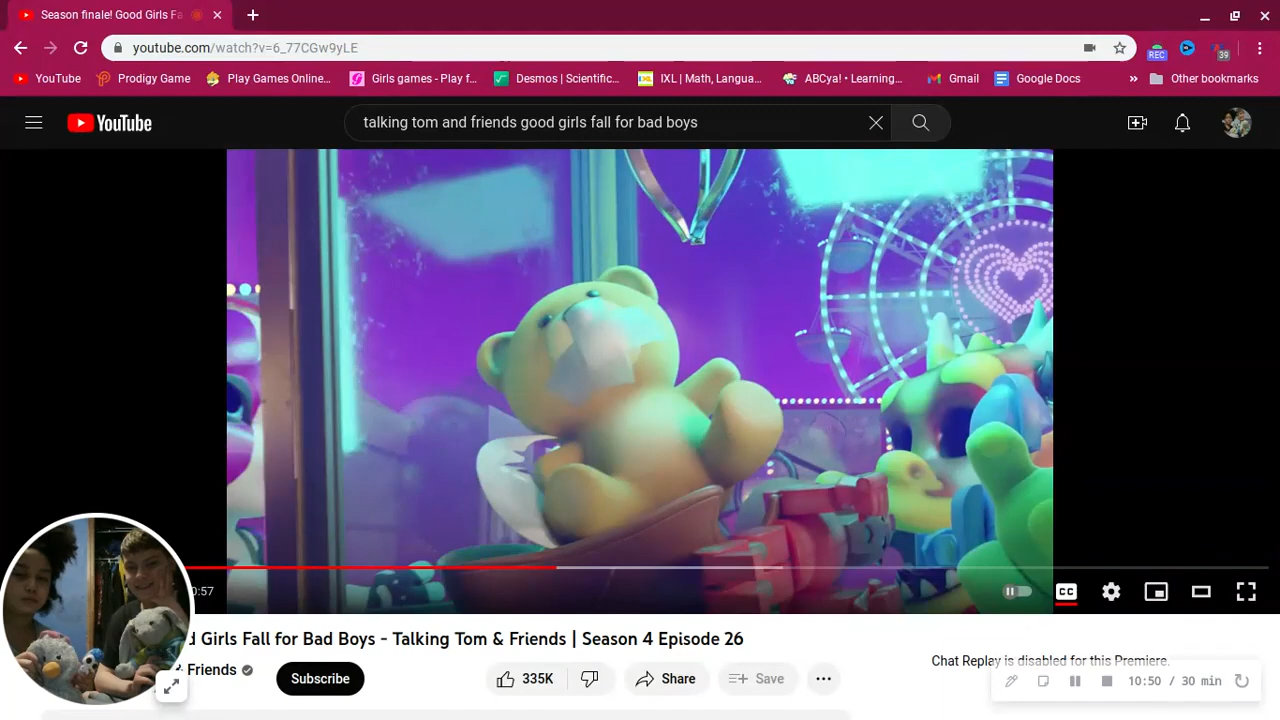 Season finale! Good Girls Fa
youtube.com/watch?v=6_77CGw9yLE
REC
39
YouTube
Prodigy Game
Play Games Online...
Girls games - Play f...
Desmos | Scientific...
IXL | Math, Langua...
ABCya! • Learning...
Gmail
Google Docs
»
Other bookmarks
YouTube
talking tom and friends good girls fall for bad boys
0:57
CC
d Girls Fall for Bad Boys - Talking Tom & Friends | Season 4 Episode 26
& Friends
Subscribe
335K
Share
Save
Chat Replay is disabled for this Premiere.
10:50 / 30 min